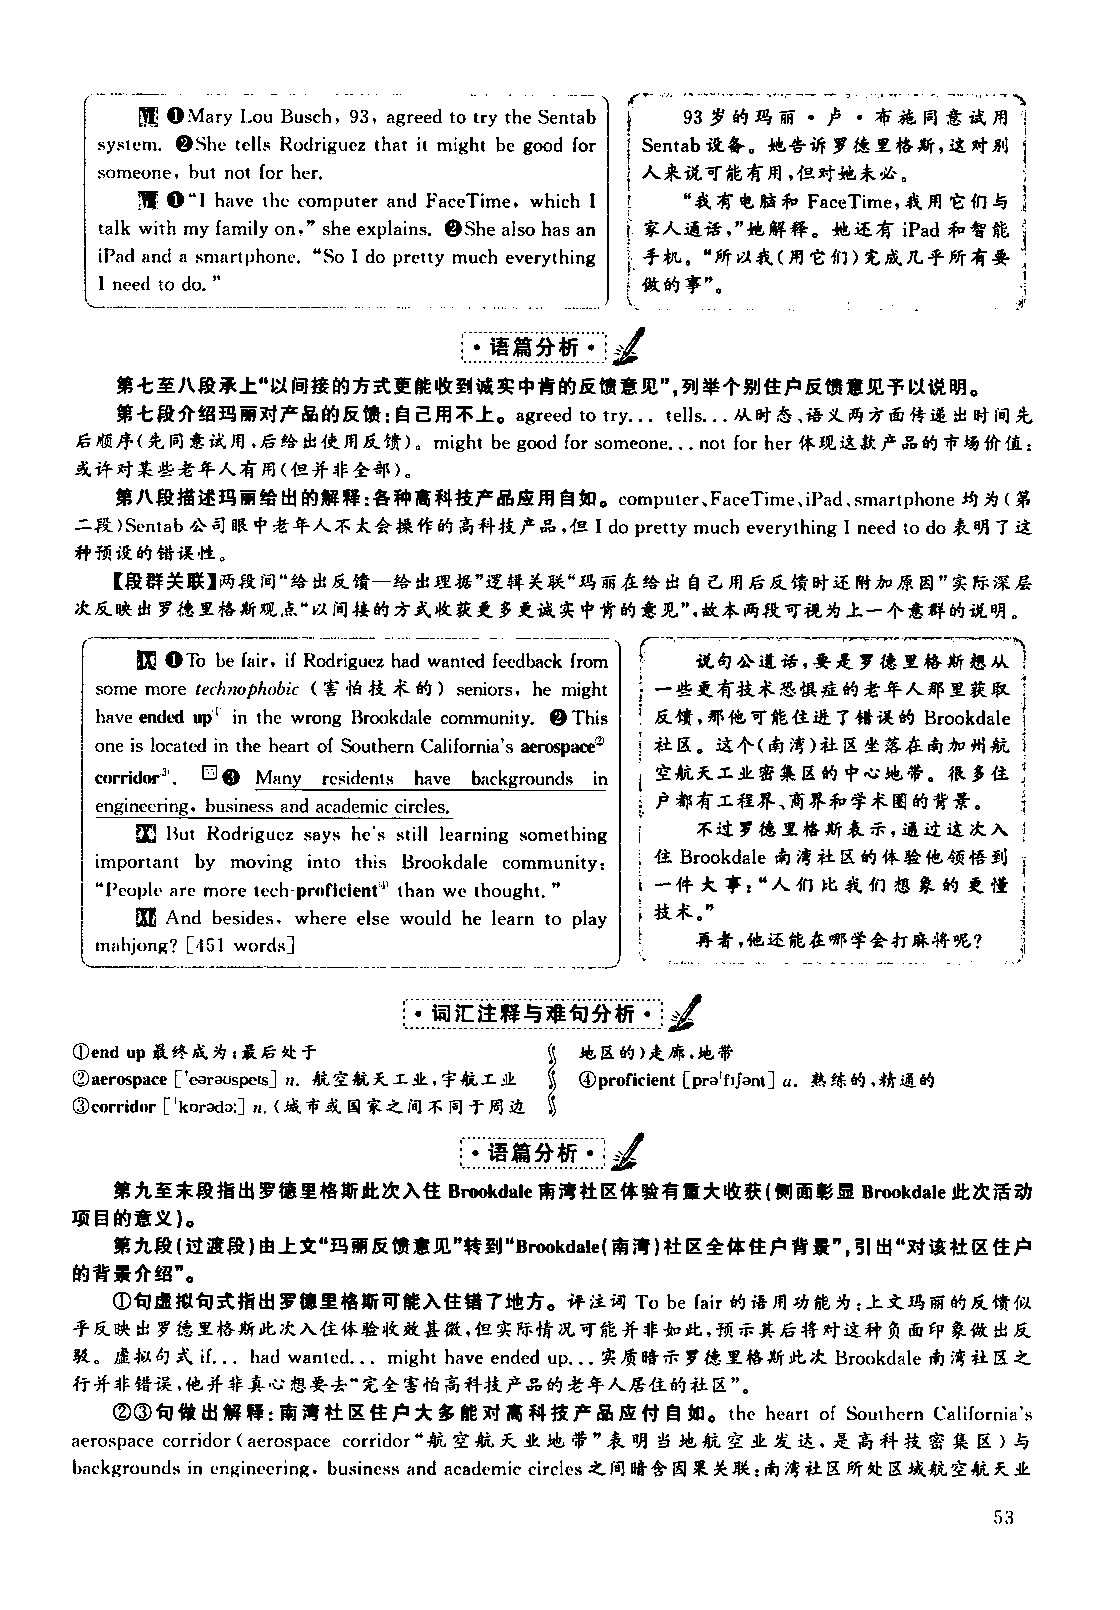 Ⅶ ❶Mary Lou Busch, 93, agreed to try the Sentab
system. ❷She tells Rodriguez that it might be good for
someone, but not for her.
Ⅷ ❶“I have the computer and FaceTime, which I
talk with my family on,” she explains. ❷She also has an
iPad and a smartphone. “So I do pretty much everything
I need to do.”
93岁的玛丽·卢·布施同意试用
Sentab设备。她告诉罗德里格斯,这对别
人来说可能有用,但对她未必。
“我有电脑和FaceTime,我用它们与
家人通话,”她解释。她还有iPad和智能
手机。“所以我(用它们)完成几乎所有要
做的事”。
·语篇分析·
第七至八段承上“以间接的方式更能收到诚实中肯的反馈意见”,列举个别住户反馈意见予以说明。
第七段介绍玛丽对产品的反馈:自己用不上。agreed to try... tells...从时态、语义两方面传递出时间先
后顺序(先同意试用,后给出使用反馈)。might be good for someone... not for her体现这款产品的市场价值:
或许对某些老年人有用(但并非全部)。
第八段描述玛丽给出的解释:各种高科技产品应用自如。computer、FaceTime、iPad、smartphone均为(第
二段)Sentab公司眼中老年人不太会操作的高科技产品,但I do pretty much everything I need to do表明了这
种预设的错误性。
【段群关联】两段间“给出反馈—给出理据”逻辑关联“玛丽在给出自己用后反馈时还附加原因”实际深层
次反映出罗德里格斯观点“以间接的方式收获更多更诚实中肯的意见”,故本两段可视为上一个意群的说明。
Ⅸ ❶To be fair, if Rodriguez had wanted feedback from
some more technophobic (害怕技术的) seniors, he might
have ended up① in the wrong Brookdale community. ❷This
one is located in the heart of Southern California's aerospace②
corridor③. ❸ Many residents have backgrounds in
engineering, business and academic circles.
Ⅹ But Rodriguez says he's still learning something
important by moving into this Brookdale community:
“People are more tech-proficient④ than we thought.”
Ⅺ And besides, where else would he learn to play
mahjong? [451 words]
说句公道话,要是罗德里格斯想从
一些更有技术恐惧症的老年人那里获取
反馈,那他可能住进了错误的Brookdale
社区。这个(南湾)社区坐落在南加州航
空航天工业密集区的中心地带。很多住
户都有工程界、商界和学术圈的背景。
不过罗德里格斯表示,通过这次入
住Brookdale南湾社区的体验他领悟到
一件大事:“人们比我们想象的更懂
技术。”
再者,他还能在哪学会打麻将呢?
·词汇注释与难句分析·
①end up 最终成为;最后处于
②aerospace [ˈeərəʊspeɪs] n. 航空航天工业,宇航工业
③corridor [ˈkɒrədɔː] n. (城市或国家之间不同于周边
地区的)走廊,地带
④proficient [prəˈfɪʃənt] a. 熟练的,精通的
·语篇分析·
第九至末段指出罗德里格斯此次入住Brookdale南湾社区体验有重大收获(侧面彰显Brookdale此次活动
项目的意义)。
第九段(过渡段)由上文“玛丽反馈意见”转到“Brookdale(南湾)社区全体住户背景”,引出“对该社区住户
的背景介绍”。
①句虚拟句式指出罗德里格斯可能入住错了地方。评注词To be fair的语用功能为:上文玛丽的反馈似
乎反映出罗德里格斯此次入住体验收效甚微,但实际情况可能并非如此,预示其后将对这种负面印象做出反
驳。虚拟句式if... had wanted... might have ended up...实质暗示罗德里格斯此次Brookdale南湾社区之
行并非错误,他并非真心想要去“完全害怕高科技产品的老年人居住的社区”。
②③句做出解释:南湾社区住户大多能对高科技产品应付自如。the heart of Southern California's
aerospace corridor(aerospace corridor“航空航天业地带”表明当地航空业发达,是高科技密集区)与
backgrounds in engineering, business and academic circles之间暗含因果关联:南湾社区所处区域航空航天业
53